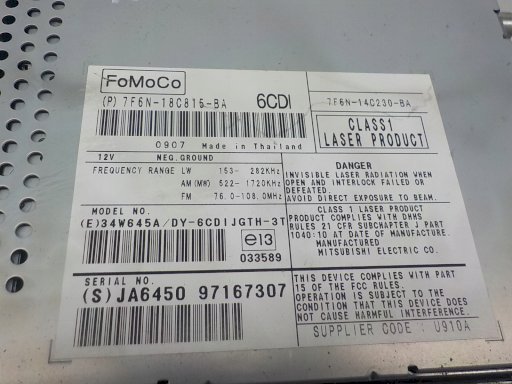 FoMoCo
(P) 7F6N-18C815-BA 6CDI
7F6N-14C230-BA
0907 Made in Thailand
CLASS1
LASER PRODUCT
12V NEG.GROUND
FREQUENCY RANGE LW 153- 282KHz
AM (MW) 522- 1720KHz
FM 76.0-108.0MHz
DANGER
INVISIBLE LASER RADIATION WHEN
OPEN AND INTERLOCK FAILED OR
DEFEATED.
AVOID DIRECT EXPOSURE TO BEAM.
MODEL NO.
(E)34W645A/DY-6CDIJGTH-3T
e13
033589
CLASS 1 LASER PRODUCT
PRODUCT COMPLIES WITH DHHS
RULES 21 CFR SUBCHAPTER J PART
1040:10 AT DATE OF MANUFACTURE.
MANUFACTURED
MITSUBISHI ELECTRIC CO.
SERIAL NO.
(S)JA6450 97167307
THIS DEVICE COMPLIES WITH PART
15 OF THE FCC RULES.
OPERATION IS SUBJECT TO THE
CONDITION THAT THIS DEVICE DOES
NOT CAUSE HARMFUL INTERFERENCE.
SUPPLIER CODE : U910A